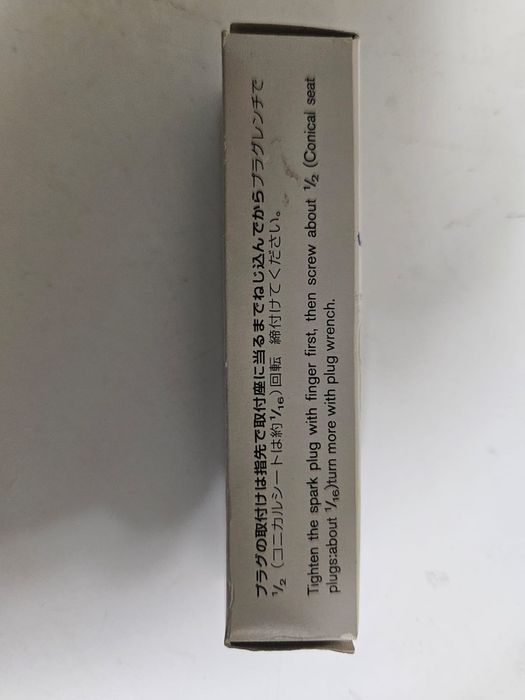 プラグの取付けは指先で取付座に当るまでねじ込んでからプラグレンチで
1/2 (コニカルシートは約1/16)回転 締付けてください。
Tighten the spark plug with finger first, then screw about 1/2 (Conical seat
plugs:about 1/16)turn more with plug wrench.